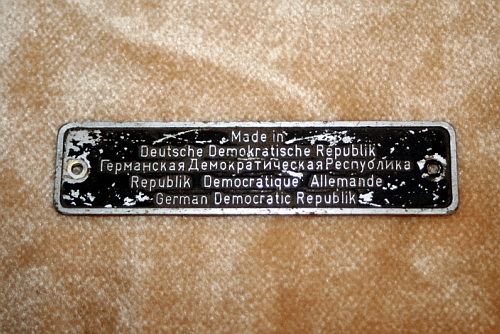 Made in
Deutsche Demokratische Republik
Германская Демократическая Республика
Republik Democratique Allemande
German Democratic Republik